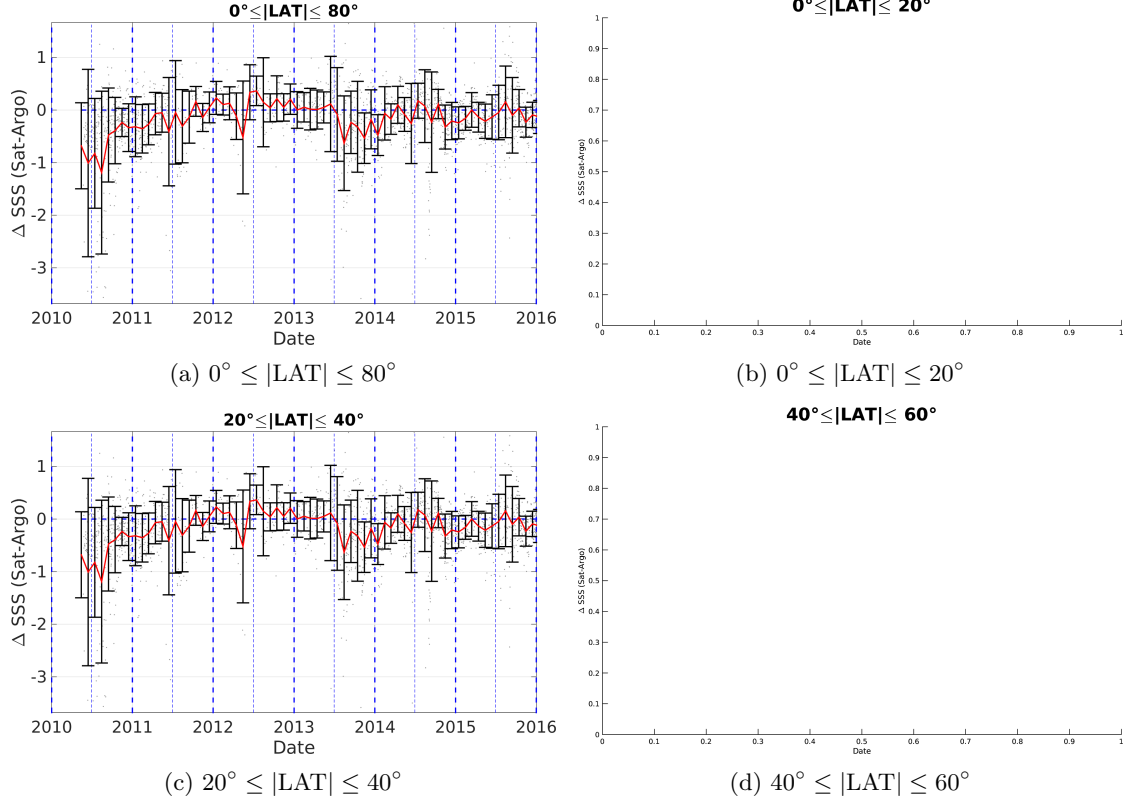 0°≤|LAT|≤ 80°
Δ SSS (Sat-Argo)
1
0
-1
-2
-3
2010 2011 2012 2013 2014 2015 2016
Date
(a) 0° ≤ |LAT| ≤ 80°
0°≤|LAT|≤ 20°
Δ SSS (Sat-Argo)
1
0.9
0.8
0.7
0.6
0.5
0.4
0.3
0.2
0.1
0
0 0.1 0.2 0.3 0.4 0.5 0.6 0.7 0.8 0.9 1
Date
(b) 0° ≤ |LAT| ≤ 20°
20°≤|LAT|≤ 40°
Δ SSS (Sat-Argo)
1
0
-1
-2
-3
2010 2011 2012 2013 2014 2015 2016
Date
(c) 20° ≤ |LAT| ≤ 40°
40°≤|LAT|≤ 60°
Δ SSS (Sat-Argo)
1
0.9
0.8
0.7
0.6
0.5
0.4
0.3
0.2
0.1
0
0 0.1 0.2 0.3 0.4 0.5 0.6 0.7 0.8 0.9 1
Date
(d) 40° ≤ |LAT| ≤ 60°